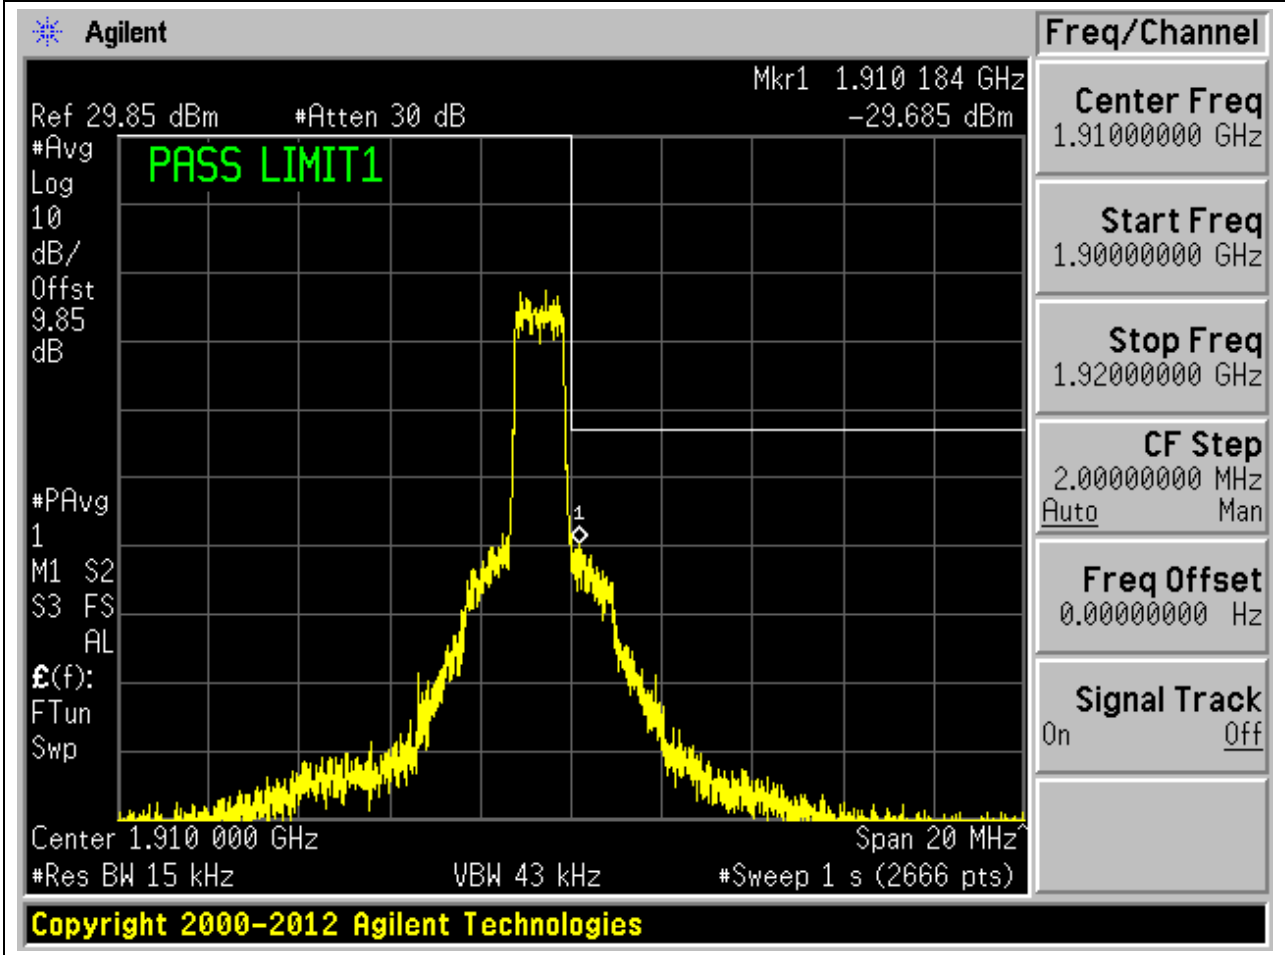 Agilent
Freq/Channel
Mkr1 1.910 184 GHz
Ref 29.85 dBm #Atten 30 dB -29.685 dBm
#Avg
Log
10
dB/
Offst
9.85
dB
PASS LIMIT1
1
#PAvg
1
M1 S2
S3 FS
AL
£(f):
FTun
Swp
Center 1.910 000 GHz Span 20 MHz^
#Res BW 15 kHz VBW 43 kHz #Sweep 1 s (2666 pts)
Center Freq
1.91000000 GHz
Start Freq
1.90000000 GHz
Stop Freq
1.92000000 GHz
CF Step
2.00000000 MHz
Auto Man
Freq Offset
0.00000000 Hz
Signal Track
On Off
Copyright 2000-2012 Agilent Technologies